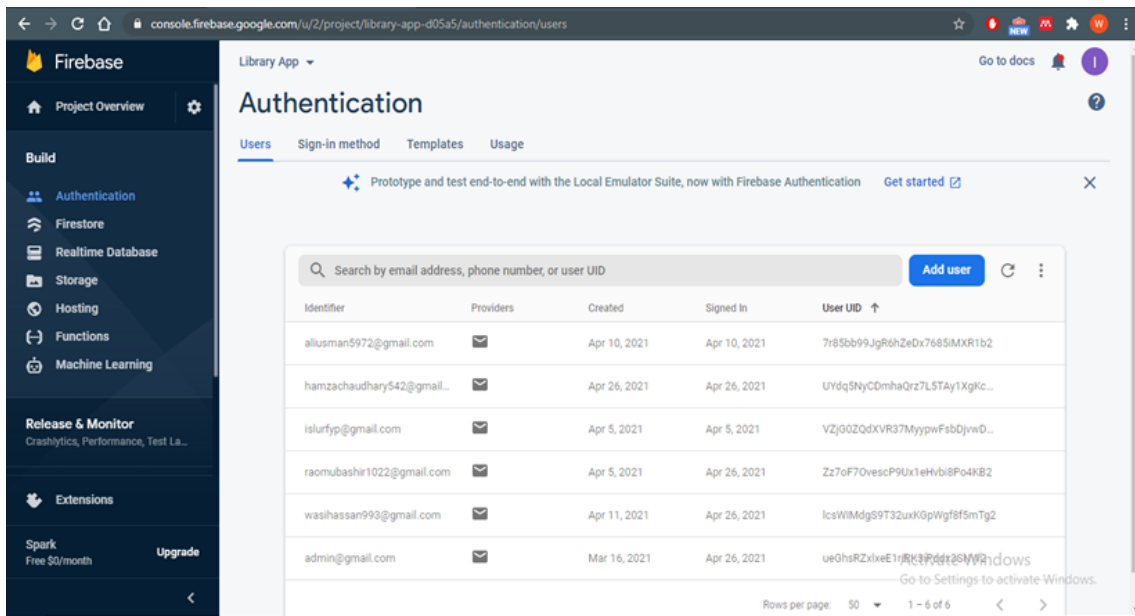 console.firebase.google.com/u/2/project/library-app-d05a5/authentication/users
NEW
W
Firebase
Library App
Go to docs
I
Project Overview
Authentication
Users Sign-in method Templates Usage
Build
Prototype and test end-to-end with the Local Emulator Suite, now with Firebase Authentication Get started
Authentication
Firestore
Realtime Database
Storage
Hosting
Functions
Machine Learning
Release & Monitor
Crashlytics, Performance, Test La...
Extensions
Spark
Free $0/month
Upgrade
Search by email address, phone number, or user UID Add user
Identifier Providers Created Signed In User UID
aliusman5972@gmail.com Apr 10, 2021 Apr 10, 2021 7r85bb99JgR6hZeDx7685iMXR1b2
hamzachaudhary542@gmail... Apr 26, 2021 Apr 26, 2021 UYdq5NyCDmhaQrz7L5TAy1XgKc...
islurfyp@gmail.com Apr 5, 2021 Apr 5, 2021 VZjG0ZQdXVR37MyypwFsbDjvwD...
raomubashir1022@gmail.com Apr 5, 2021 Apr 26, 2021 Zz7oF7OvescP9Ux1eHvbi8Po4KB2
wasihassan993@gmail.com Apr 11, 2021 Apr 26, 2021 lcsWlMdgS9T32uxKGpWgf8f5mTg2
admin@gmail.com Mar 16, 2021 Apr 26, 2021
Activate Windows
Go to Settings to activate Windows.
Rows per page: 50 1 – 6 of 6